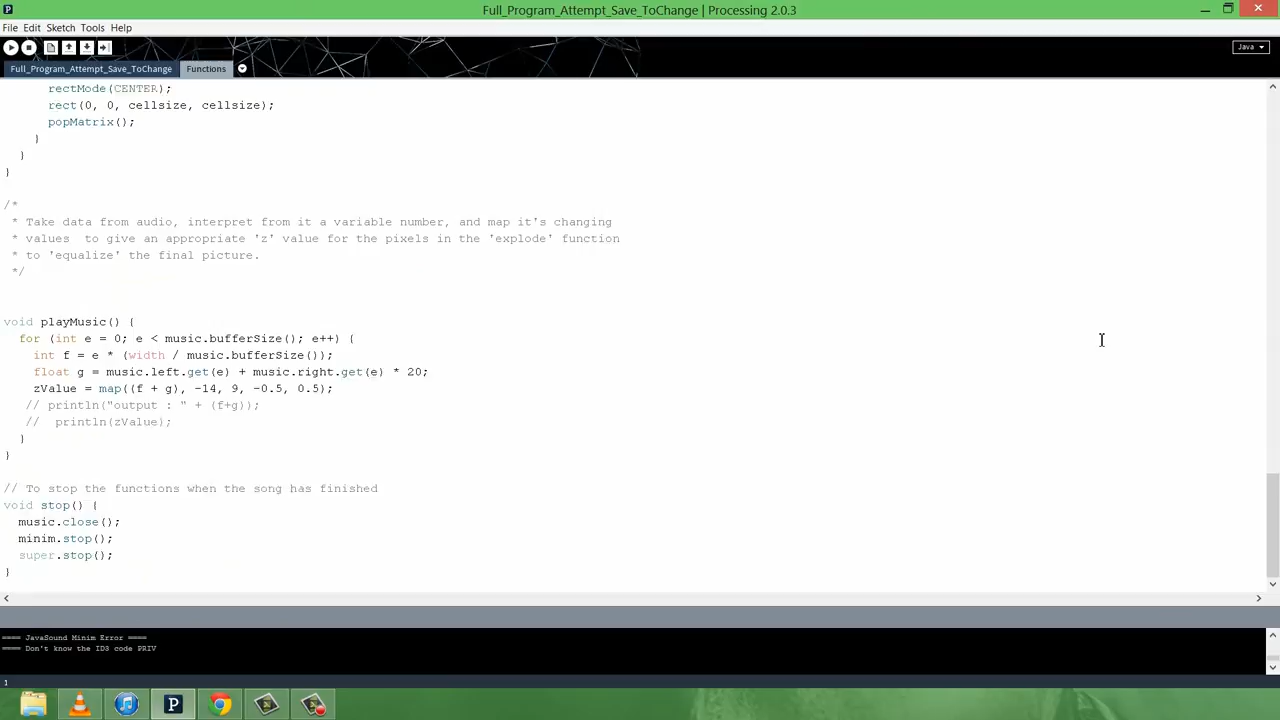 P
Full_Program_Attempt_Save_ToChange | Processing 2.0.3
File Edit Sketch Tools Help
Java
Full_Program_Attempt_Save_ToChange Functions
rectMode(CENTER);
rect(0, 0, cellsize, cellsize);
popMatrix();
}
}
}
/*
* Take data from audio, interpret from it a variable number, and map it's changing
* values  to give an appropriate 'z' value for the pixels in the 'explode' function
* to 'equalize' the final picture.
*/
void playMusic() {
for (int e = 0; e < music.bufferSize(); e++) {
int f = e * (width / music.bufferSize());
float g = music.left.get(e) + music.right.get(e) * 20;
zValue = map((f + g), -14, 9, -0.5, 0.5);
// println("output : " + (f+g));
//  println(zValue);
}
}
// To stop the functions when the song has finished
void stop() {
music.close();
minim.stop();
super.stop();
}
==== JavaSound Minim Error ====
==== Don't know the ID3 code PRIV
1
P